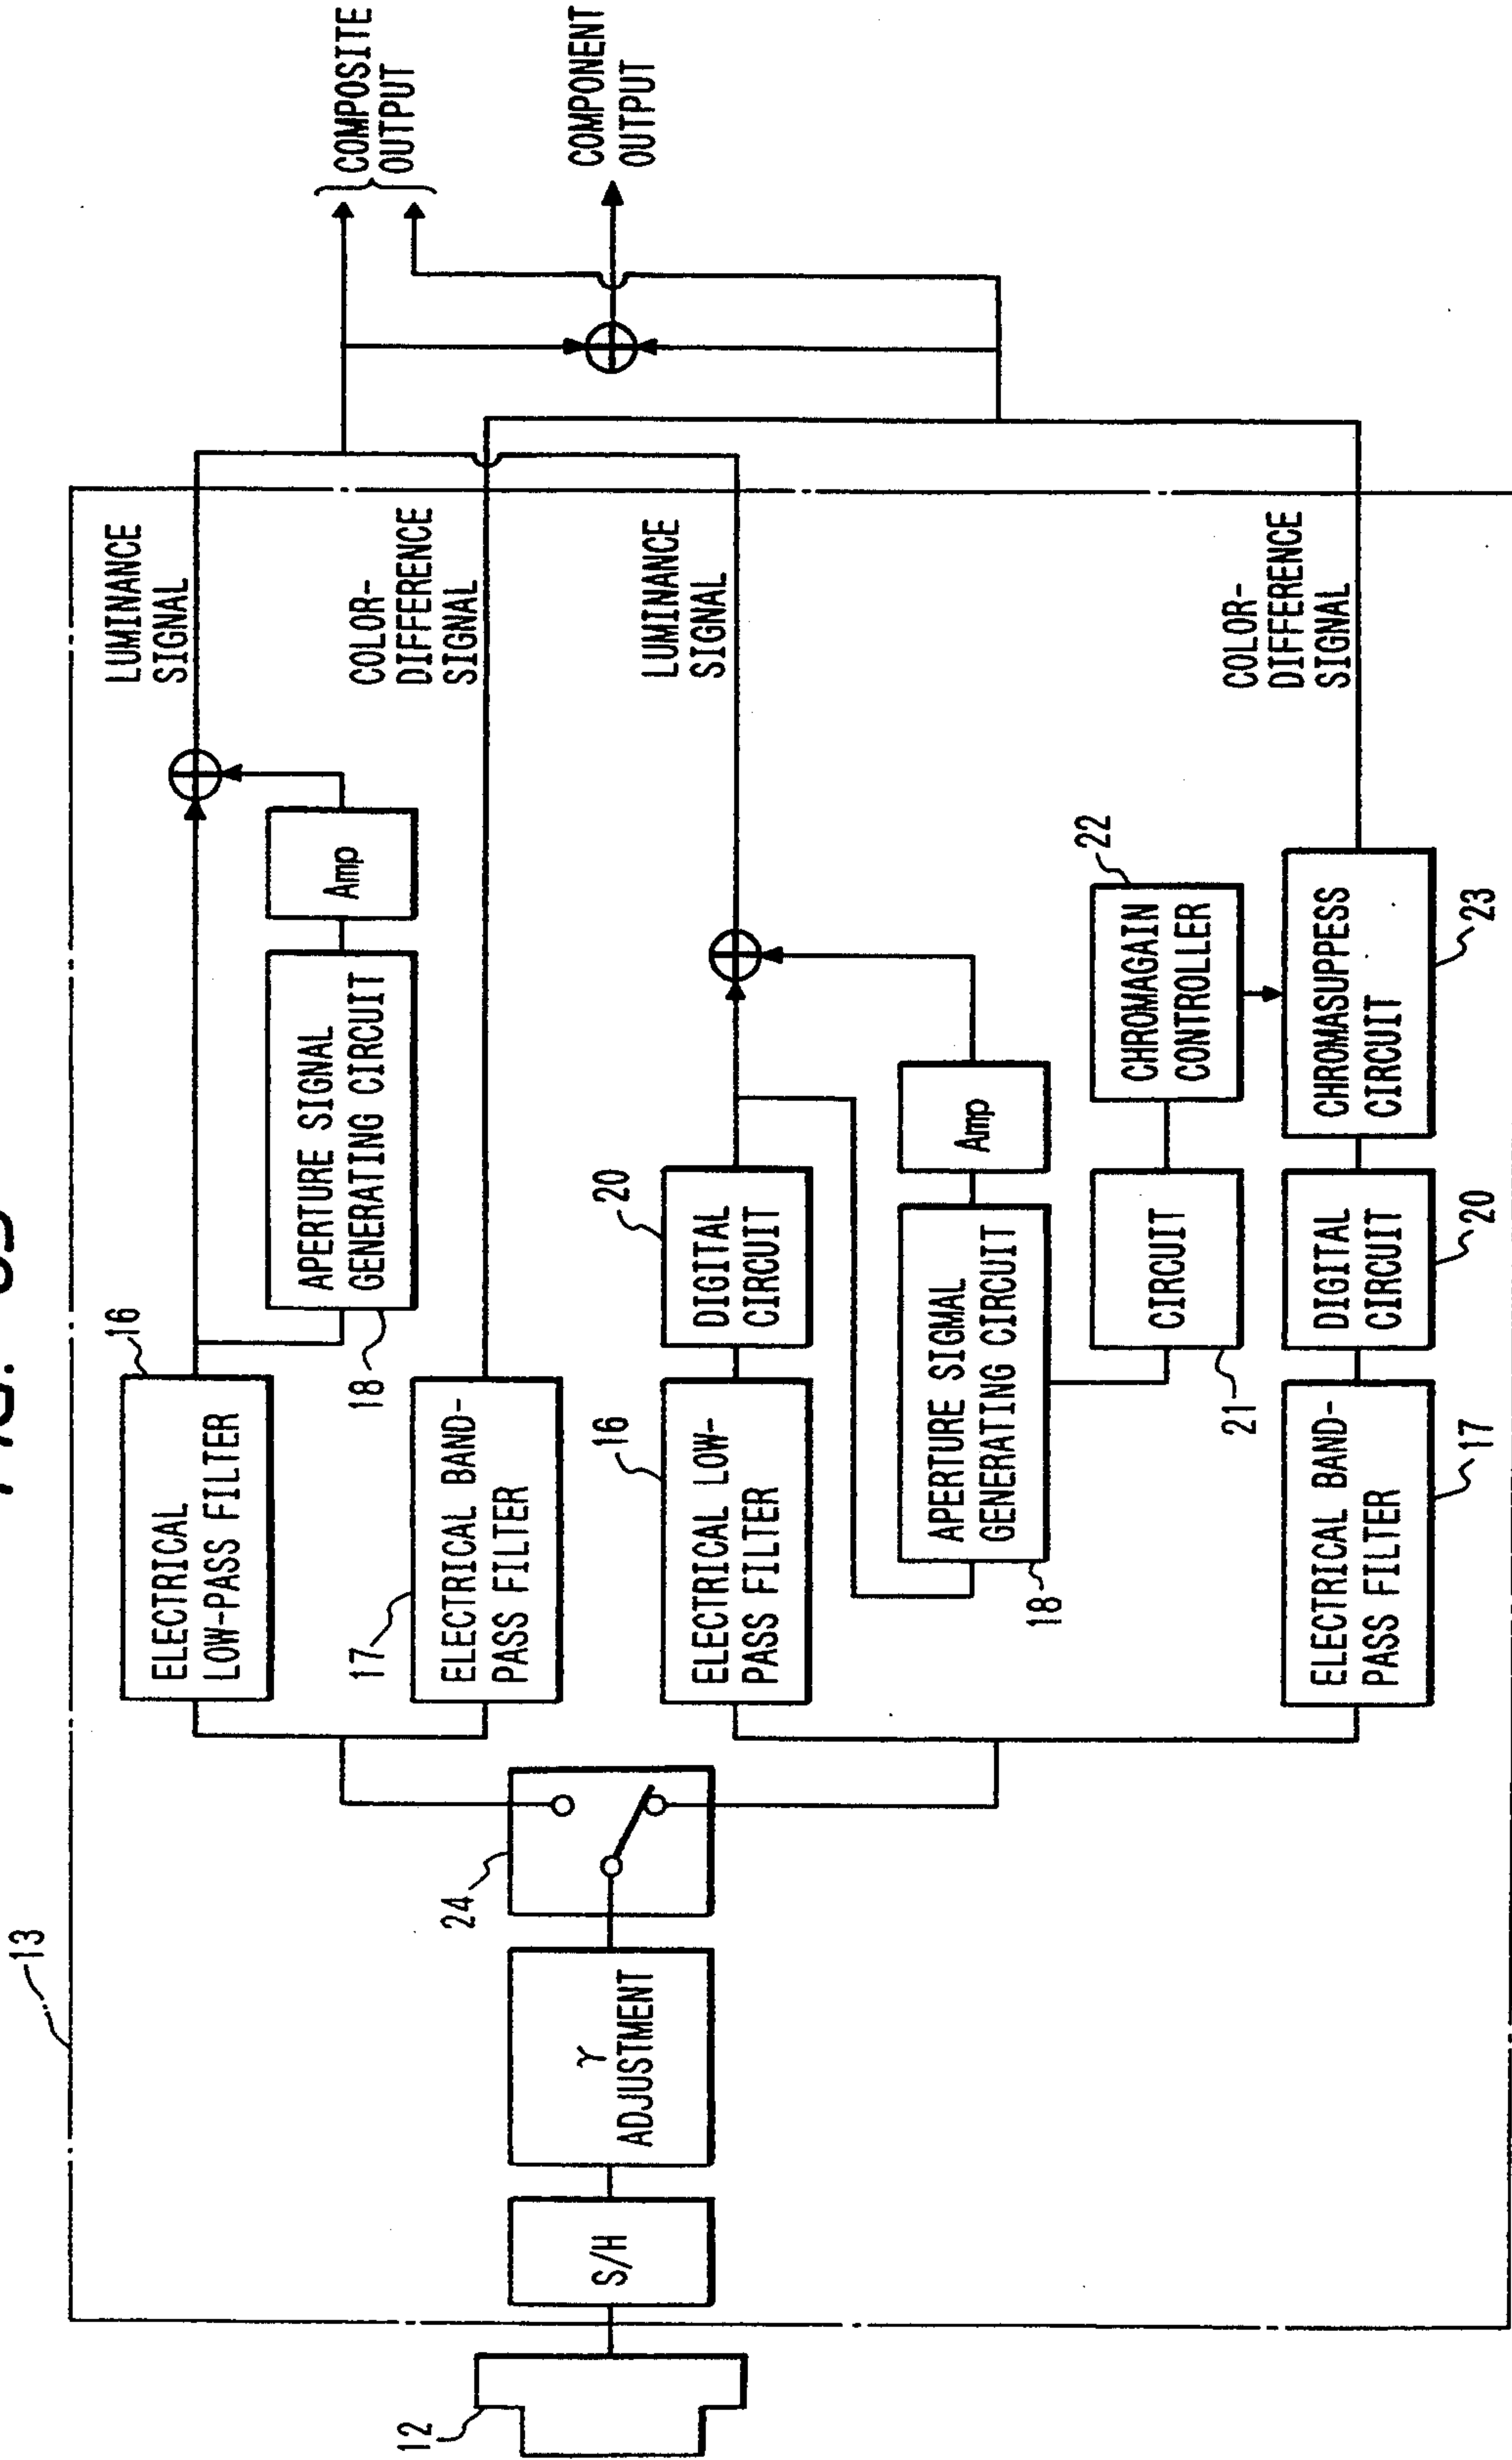 13
12
S/H
γ
ADJUSTMENT
24
16
ELECTRICAL
LOW-PASS FILTER
18
APERTURE SIGNAL
GENERATING CIRCUIT
Amp
LUMINANCE
SIGNAL
17
ELECTRICAL BAND-
PASS FILTER
COLOR-
DIFFERENCE
SIGNAL
16
ELECTRICAL LOW-
PASS FILTER
20
DIGITAL
CIRCUIT
LUMINANCE
SIGNAL
18
APERTURE SIGMAL
GENERATING CIRCUIT
Amp
21
CIRCUIT
22
CHROMAGAIN
CONTROLLER
17
ELECTRICAL BAND-
PASS FILTER
20
DIGITAL
CIRCUIT
23
CHROMASUPPESS
CIRCUIT
COLOR-
DIFFERENCE
SIGNAL
COMPOSITE
OUTPUT
COMPONENT
OUTPUT